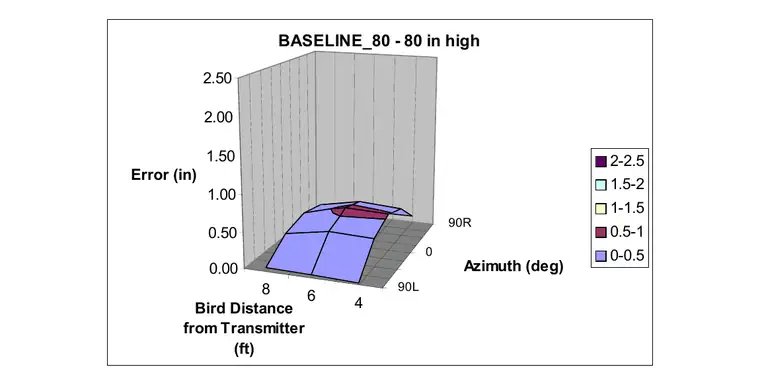 BASELINE_80 - 80 in high
2.50
2.00
1.50
1.00
0.50
0.00
Error (in)
8
6
4
Bird Distance
from Transmitter
(ft)
90R
0
90L
Azimuth (deg)
2-2.5
1.5-2
1-1.5
0.5-1
0-0.5